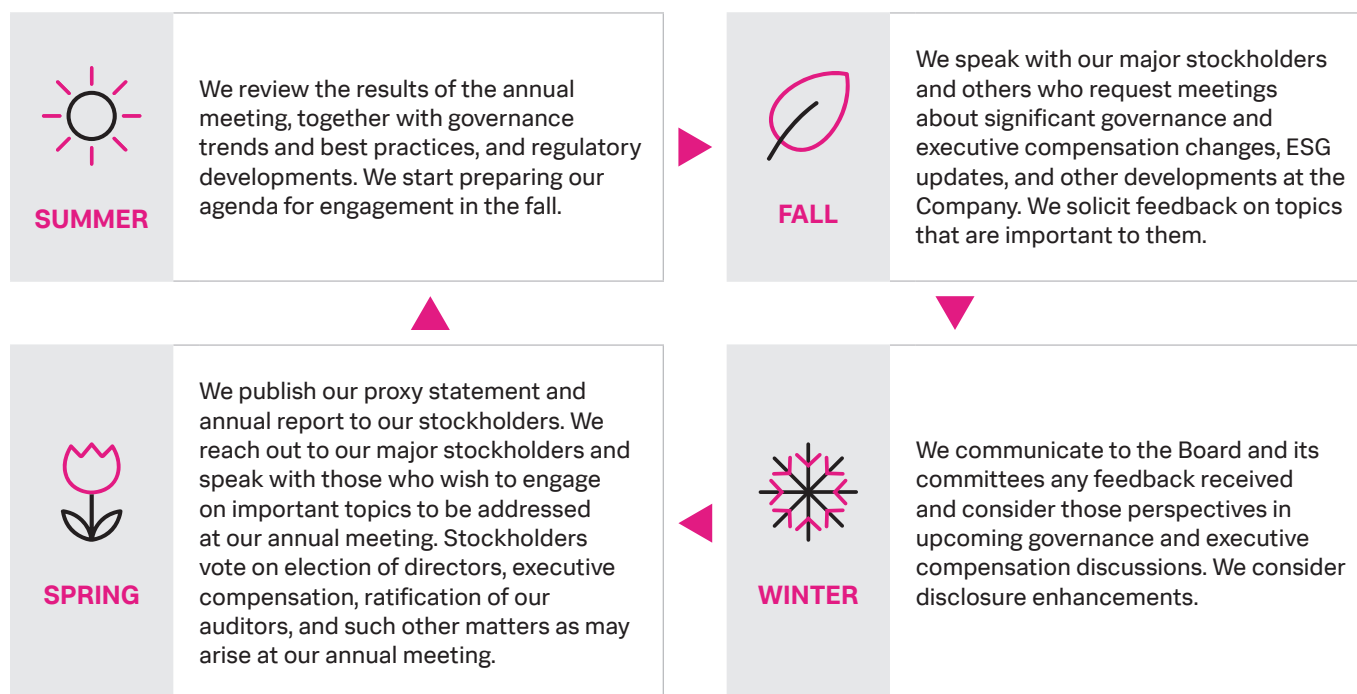 SUMMER
We review the results of the annual
meeting, together with governance
trends and best practices, and regulatory
developments. We start preparing our
agenda for engagement in the fall.
FALL
We speak with our major stockholders
and others who request meetings
about significant governance and
executive compensation changes, ESG
updates, and other developments at the
Company. We solicit feedback on topics
that are important to them.
SPRING
We publish our proxy statement and
annual report to our stockholders. We
reach out to our major stockholders and
speak with those who wish to engage
on important topics to be addressed
at our annual meeting. Stockholders
vote on election of directors, executive
compensation, ratification of our
auditors, and such other matters as may
arise at our annual meeting.
WINTER
We communicate to the Board and its
committees any feedback received
and consider those perspectives in
upcoming governance and executive
compensation discussions. We consider
disclosure enhancements.